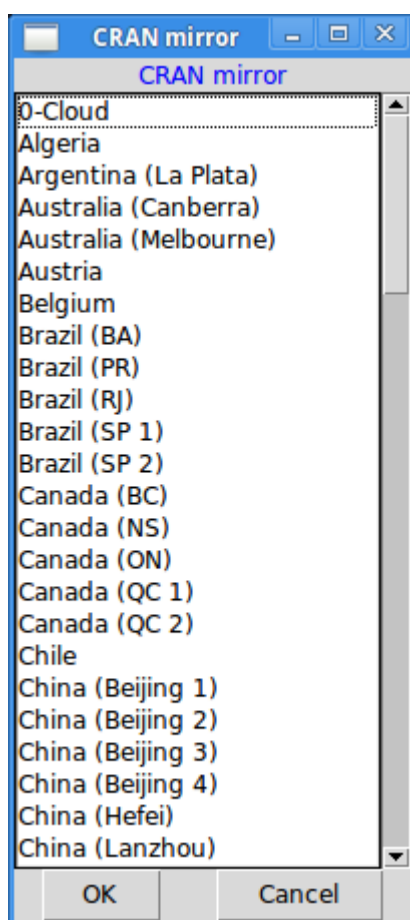 CRAN mirror
CRAN mirror
0-Cloud
Algeria
Argentina (La Plata)
Australia (Canberra)
Australia (Melbourne)
Austria
Belgium
Brazil (BA)
Brazil (PR)
Brazil (RJ)
Brazil (SP 1)
Brazil (SP 2)
Canada (BC)
Canada (NS)
Canada (ON)
Canada (QC 1)
Canada (QC 2)
Chile
China (Beijing 1)
China (Beijing 2)
China (Beijing 3)
China (Beijing 4)
China (Hefei)
China (Lanzhou)
OK Cancel